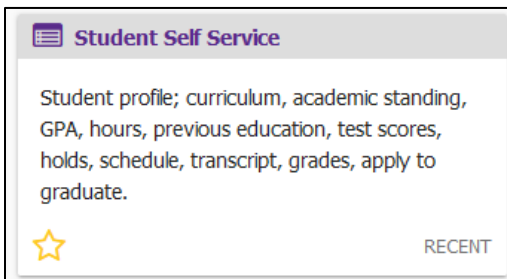 Student Self Service
Student profile; curriculum, academic standing,
GPA, hours, previous education, test scores,
holds, schedule, transcript, grades, apply to
graduate.
RECENT